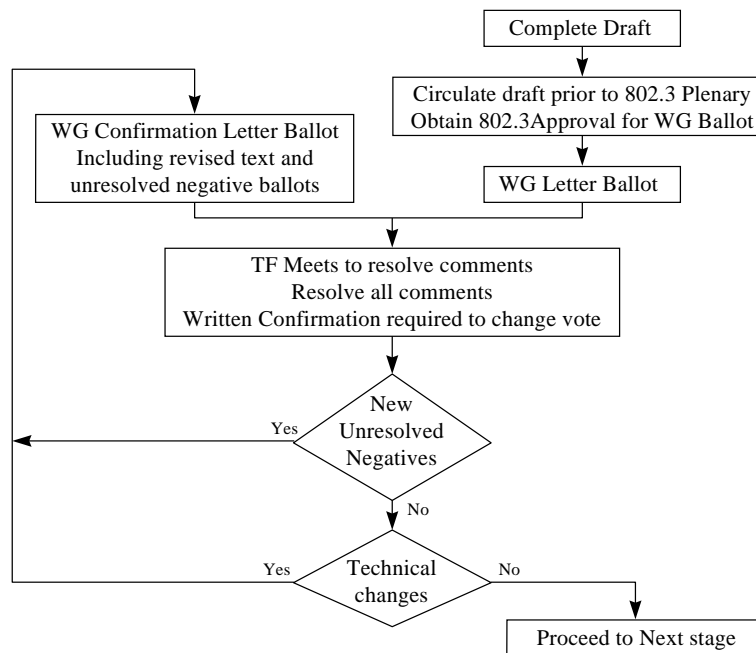 Complete Draft
Circulate draft prior to 802.3 Plenary
Obtain 802.3Approval for WG Ballot
WG Confirmation Letter Ballot
Including revised text and
unresolved negative ballots
WG Letter Ballot
TF Meets to resolve comments
Resolve all comments
Written Confirmation required to change vote
New
Unresolved
Negatives
Yes
No
Technical
changes
Yes
No
Proceed to Next stage